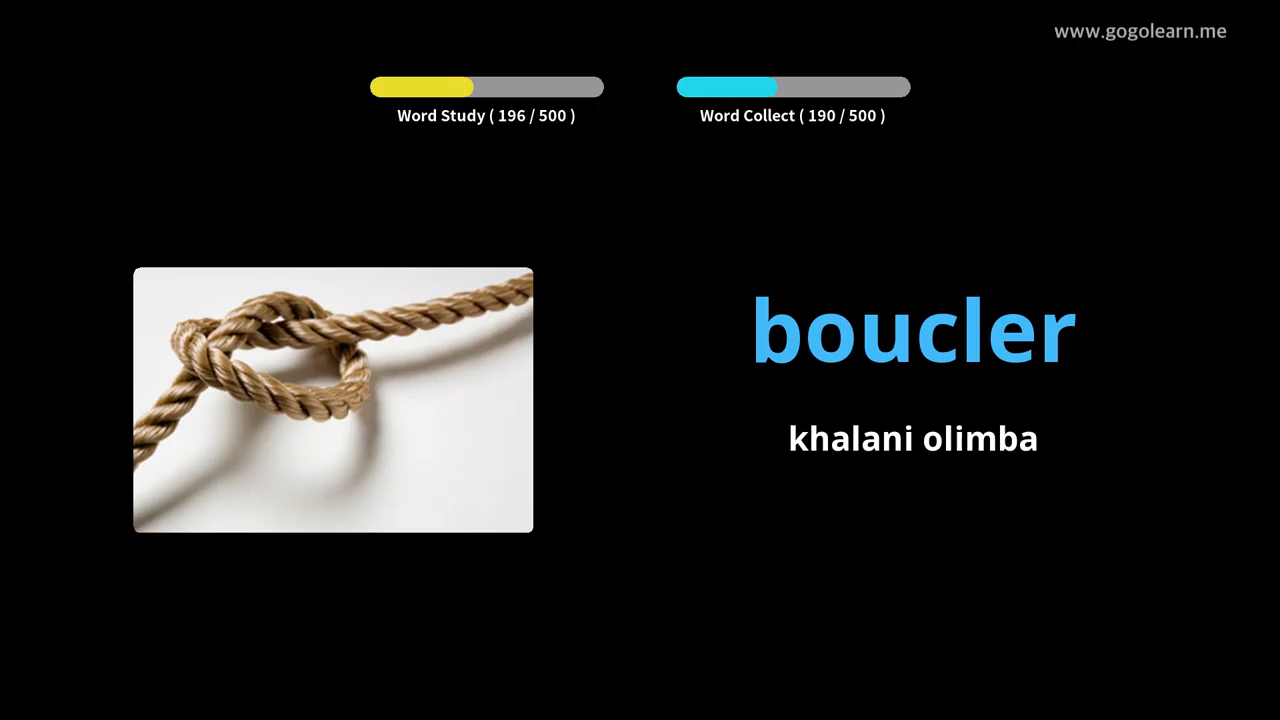 www.gogolearn.me
Word Study ( 196 / 500 )
Word Collect ( 190 / 500 )
boucler
khalani olimba